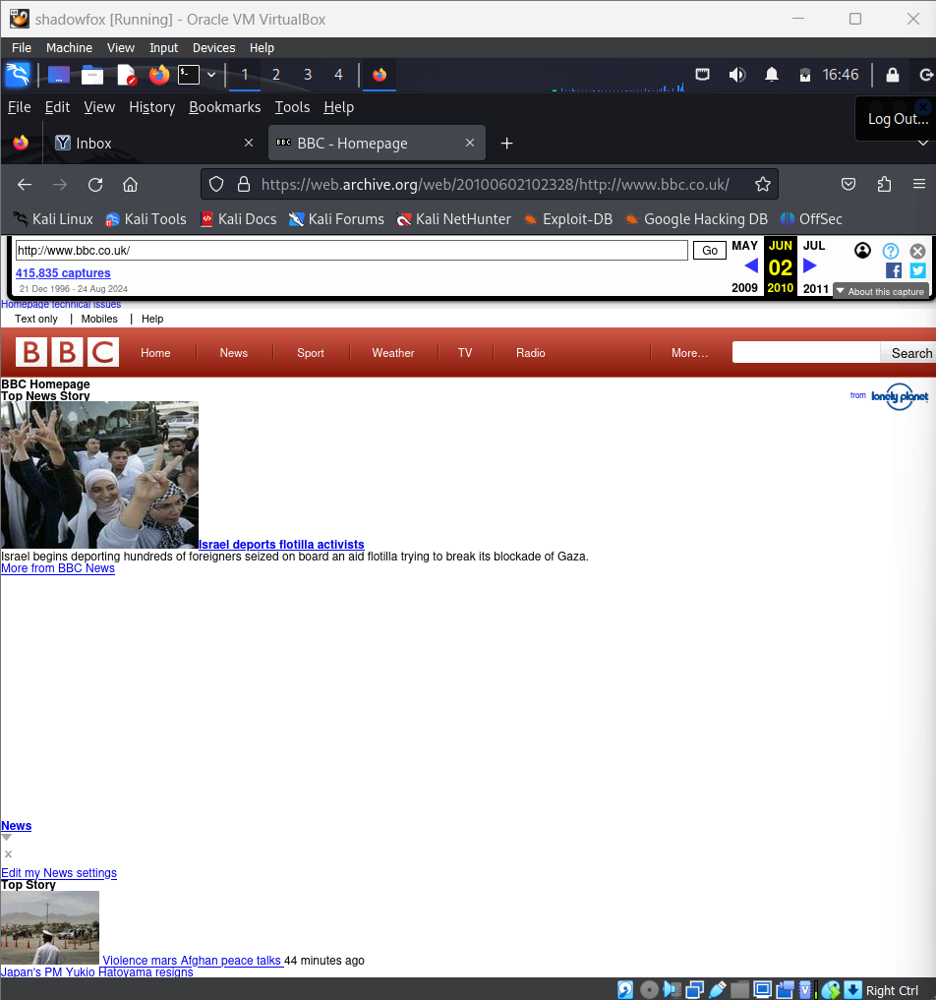 shadowfox [Running] - Oracle VM VirtualBox
File Machine View Input Devices Help
1 2 3 4 16:46
File Edit View History Bookmarks Tools Help
Log Out...
Inbox BBC - Homepage
https://web.archive.org/web/20100602102328/http://www.bbc.co.uk/
Kali Linux Kali Tools Kali Docs Kali Forums Kali NetHunter Exploit-DB Google Hacking DB OffSec
http://www.bbc.co.uk/ Go MAY JUN JUL
415,835 captures 02
21 Dec 1996 - 24 Aug 2024 2009 2010 2011 About this capture
Homepage technical issues
Text only | Mobiles | Help
BBC Home News Sport Weather TV Radio More... Search
BBC Homepage
Top News Story
from lonely planet
Israel deports flotilla activists
Israel begins deporting hundreds of foreigners seized on board an aid flotilla trying to break its blockade of Gaza.
More from BBC News
News
x
Edit my News settings
Top Story
Violence mars Afghan peace talks 44 minutes ago
Japan's PM Yukio Hatoyama resigns
Right Ctrl